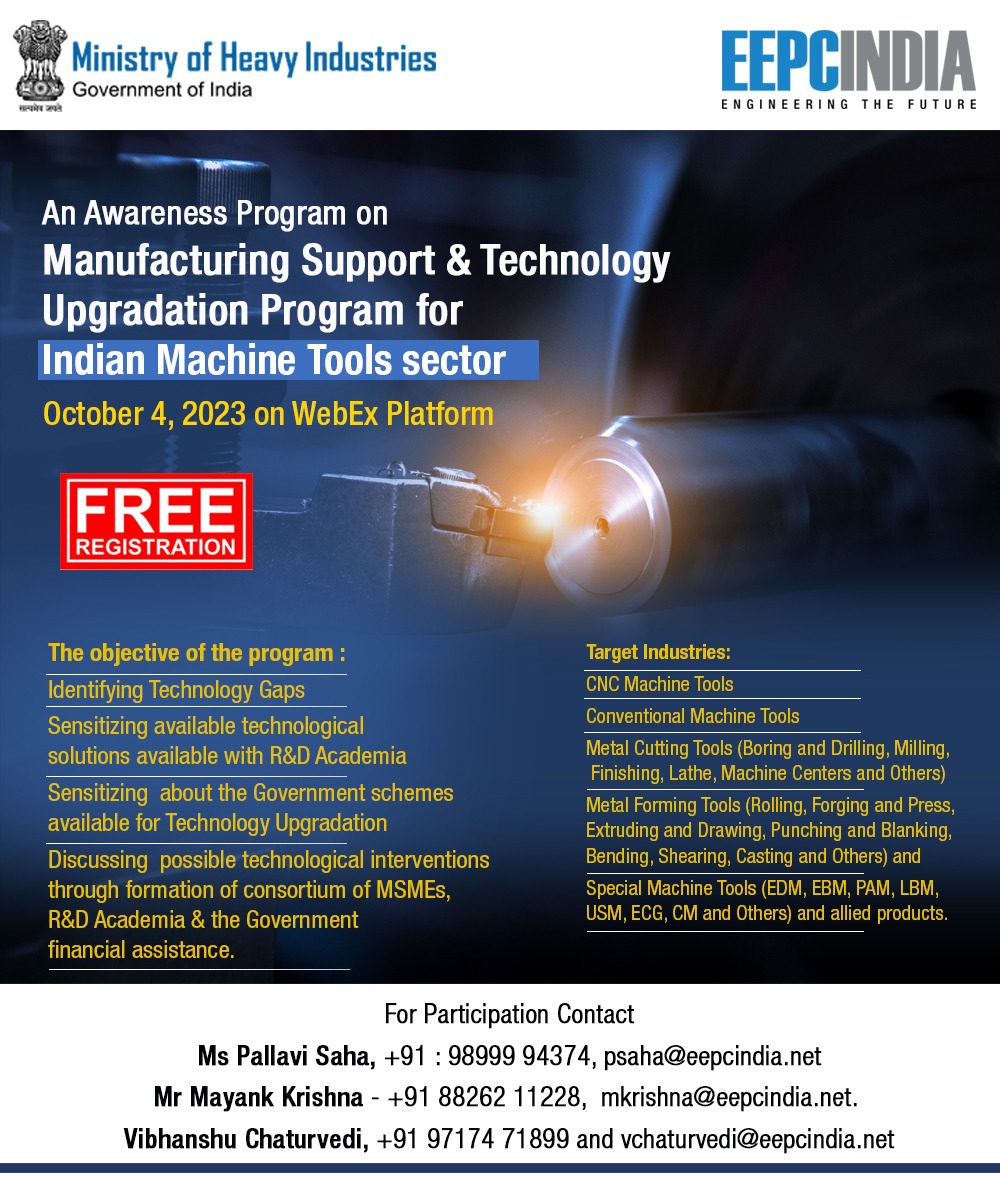 Ministry of Heavy Industries
Government of India
सत्यमेव जयते
EEPCINDIA
ENGINEERING THE FUTURE
An Awareness Program on
Manufacturing Support & Technology
Upgradation Program for
Indian Machine Tools sector
October 4, 2023 on WebEx Platform
FREE
REGISTRATION
The objective of the program :
Identifying Technology Gaps
Sensitizing available technological
solutions available with R&D Academia
Sensitizing about the Government schemes
available for Technology Upgradation
Discussing possible technological interventions
through formation of consortium of MSMEs,
R&D Academia & the Government
financial assistance.
Target Industries:
CNC Machine Tools
Conventional Machine Tools
Metal Cutting Tools (Boring and Drilling, Milling,
Finishing, Lathe, Machine Centers and Others)
Metal Forming Tools (Rolling, Forging and Press,
Extruding and Drawing, Punching and Blanking,
Bending, Shearing, Casting and Others) and
Special Machine Tools (EDM, EBM, PAM, LBM,
USM, ECG, CM and Others) and allied products.
For Participation Contact
Ms Pallavi Saha, +91 : 98999 94374, psaha@eepcindia.net
Mr Mayank Krishna - +91 88262 11228, mkrishna@eepcindia.net.
Vibhanshu Chaturvedi, +91 97174 71899 and vchaturvedi@eepcindia.net